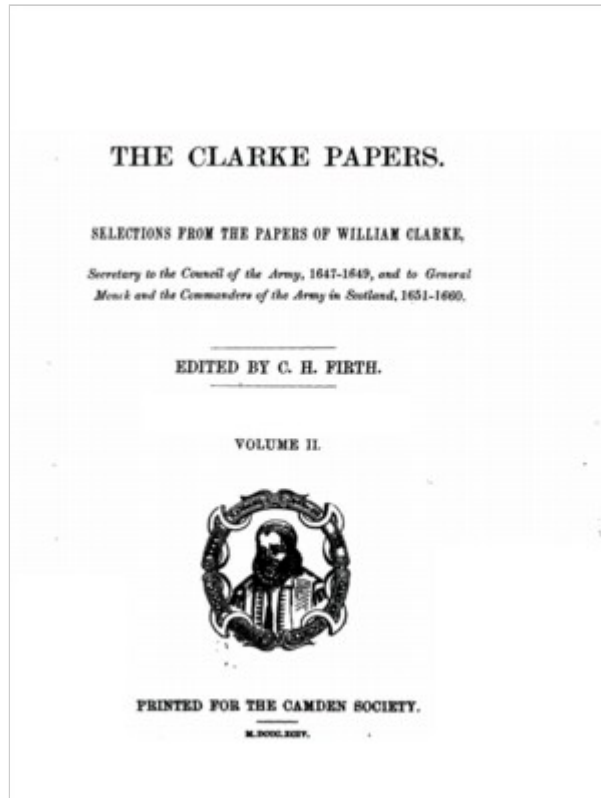 THE CLARKE PAPERS.
SELECTIONS FROM THE PAPERS OF WILLIAM CLARKE,
Secretary to the Council of the Army, 1647-1649, and to General
Monck and the Commanders of the Army in Scotland, 1651-1660.
EDITED BY C. H. FIRTH.
VOLUME II.
PRINTED FOR THE CAMDEN SOCIETY.